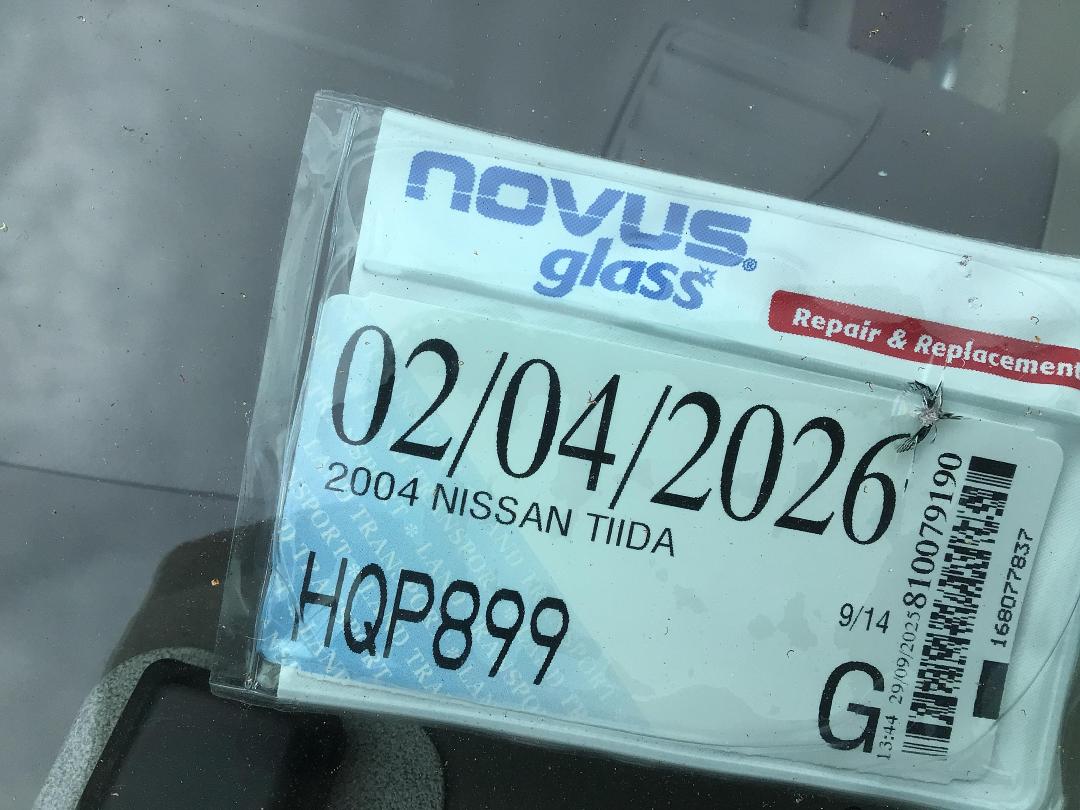 novus®
glass
Repair & Replacement
02/04/2026
2004 NISSAN TIIDA
HQP899
9/14
G
13:44 29/09/2025 810079190
168077837